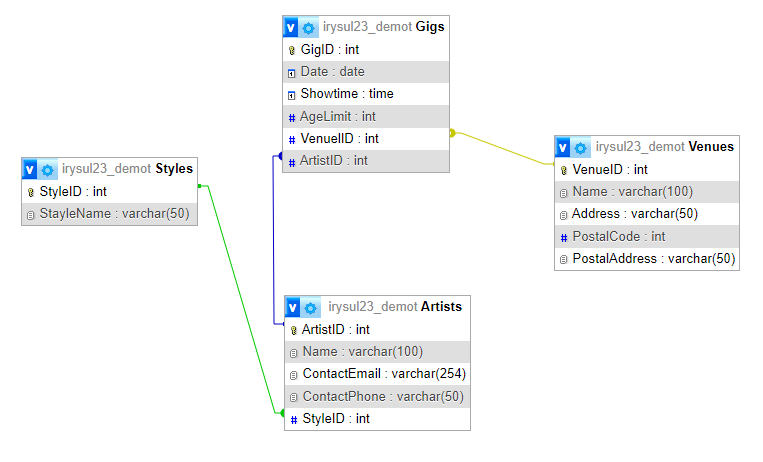 irysul23_demot Gigs
GigID : int
Date : date
Showtime : time
AgeLimit : int
VenueIID : int
ArtistID : int
irysul23_demot Venues
VenueID : int
Name : varchar(100)
Address : varchar(50)
PostalCode : int
PostalAddress : varchar(50)
irysul23_demot Styles
StyleID : int
StayleName : varchar(50)
irysul23_demot Artists
ArtistID : int
Name : varchar(100)
ContactEmail : varchar(254)
ContactPhone : varchar(50)
StyleID : int